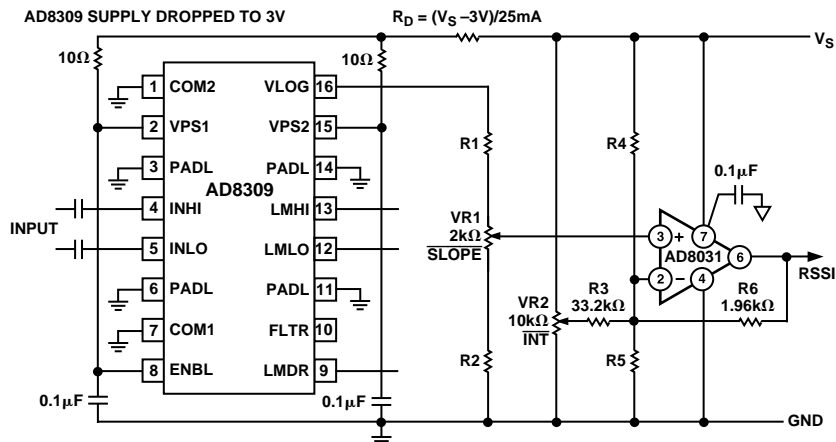 AD8309 SUPPLY DROPPED TO 3V
R_D = (V_S –3V)/25mA
10Ω
10Ω
V_S
1 COM2 VLOG 16
2 VPS1 VPS2 15
3 PADL PADL 14
AD8309
4 INHI LMHI 13
INPUT
5 INLO LMLO 12
6 PADL PADL 11
7 COM1 FLTR 10
8 ENBL LMDR 9
0.1μF
0.1μF
R1
VR1
2kΩ
SLOPE
R2
R4
VR2
10kΩ
INT
R3
33.2kΩ
R5
0.1μF
3 + 7
AD8031
6
2 – 4
RSSI
R6
1.96kΩ
GND